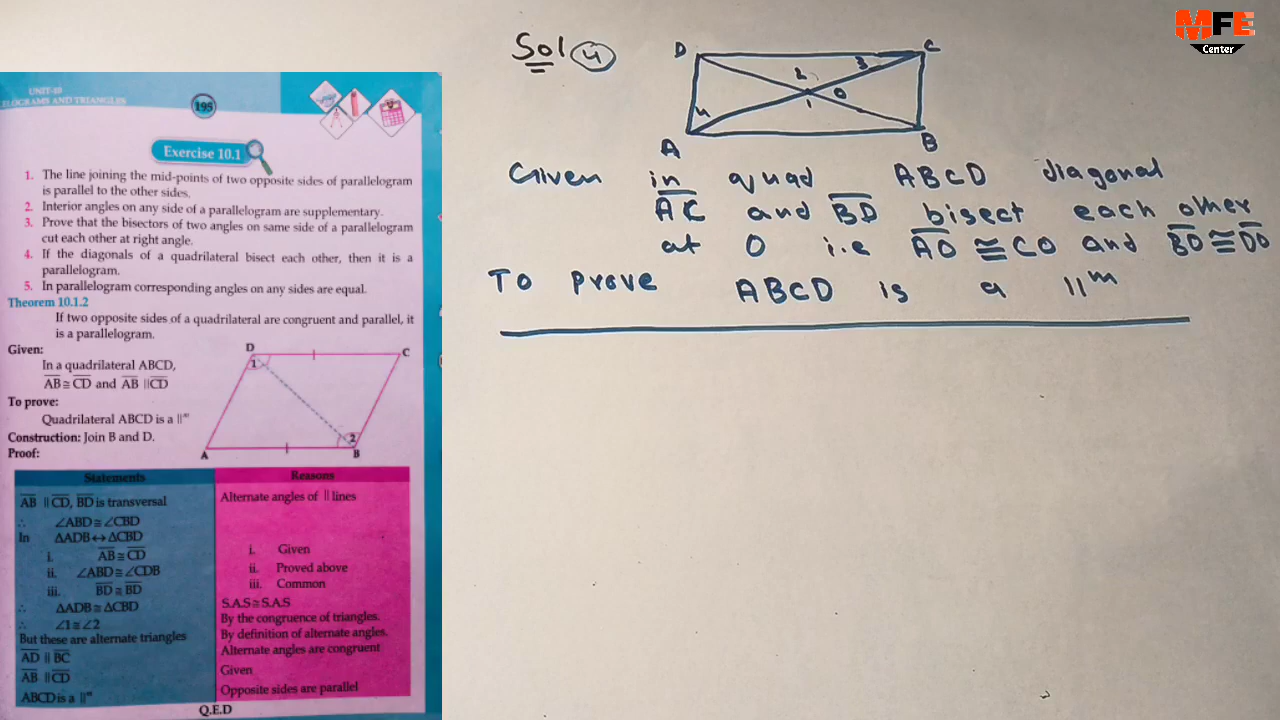 UNIT-10
195
Exercise 10.1
1. The line joining the mid-points of two opposite sides of parallelogram
is parallel to the other sides.
2. Interior angles on any side of a parallelogram are supplementary.
3. Prove that the bisectors of two angles on same side of a parallelogram
cut each other at right angle.
4. If the diagonals of a quadrilateral bisect each other, then it is a
parallelogram.
5. In parallelogram corresponding angles on any sides are equal.
Theorem 10.1.2
If two opposite sides of a quadrilateral are congruent and parallel, it
is a parallelogram.
Given:
In a quadrilateral ABCD,
AB ≅ CD and AB ||CD
To prove:
Quadrilateral ABCD is a ||ᵐ
Construction: Join B and D.
Proof:
D
C
1
2
A
B
Statements
Reasons
AB || CD, BD is transversal
Alternate angles of || lines
∴ ∠ABD ≅ ∠CBD
In ΔADB ↔ ΔCBD
i. AB ≅ CD
i. Given
ii. ∠ABD ≅ ∠CDB
ii. Proved above
iii. BD ≅ BD
iii. Common
∴ ΔADB ≅ ΔCBD
S.A.S ≅ S.A.S
∴ ∠1 ≅ ∠2
By the congruence of triangles.
But these are alternate triangles
By definition of alternate angles.
AD || BC
Alternate angles are congruent
AB || CD
Given
ABCD is a ||ᵐ
Opposite sides are parallel
Q.E.D
Sol 4
D
C
2
3
1
O
4
A
B
Given in quad ABCD diagonal
AC and BD bisect each other
at O i.e AO ≅ CO and BO ≅ DO
To prove ABCD is a ||ᵐ
MFE
Center